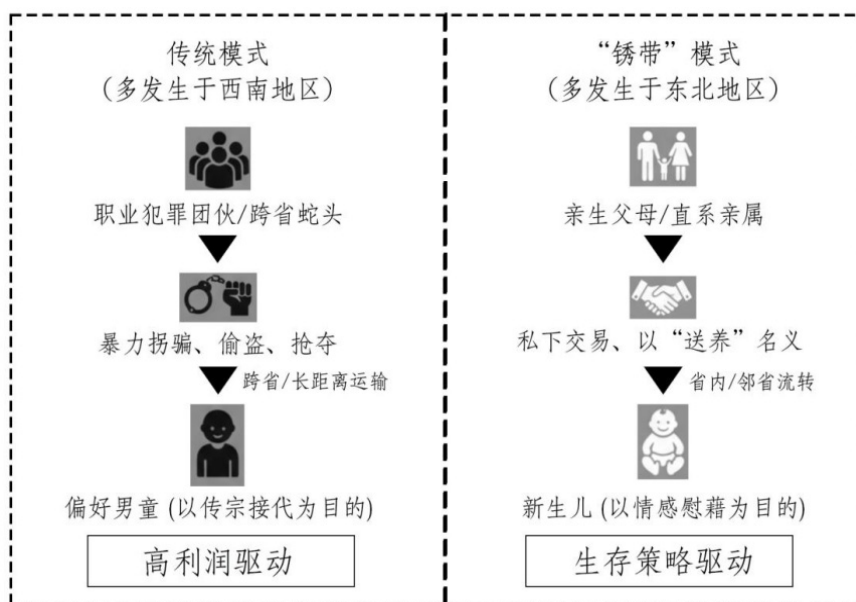 传统模式
（多发生于西南地区）
职业犯罪团伙/跨省蛇头
暴力拐骗、偷盗、抢夺
跨省/长距离运输
偏好男童 (以传宗接代为目的)
高利润驱动
“锈带”模式
（多发生于东北地区）
亲生父母/直系亲属
私下交易、以“送养”名义
省内/邻省流转
新生儿 (以情感慰藉为目的)
生存策略驱动